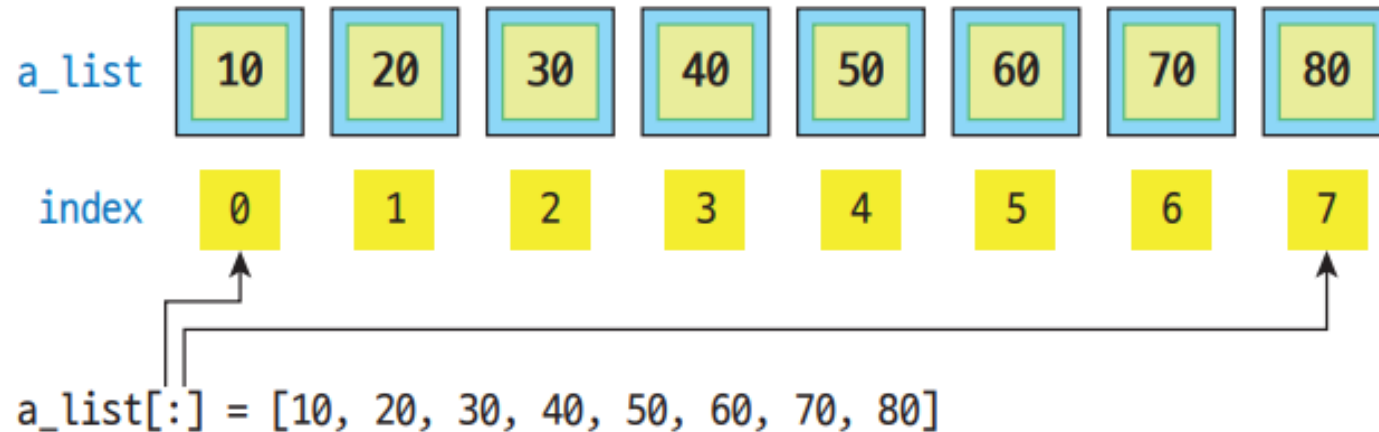 a_list 10 20 30 40 50 60 70 80
index 0 1 2 3 4 5 6 7
a_list[:] = [10, 20, 30, 40, 50, 60, 70, 80]